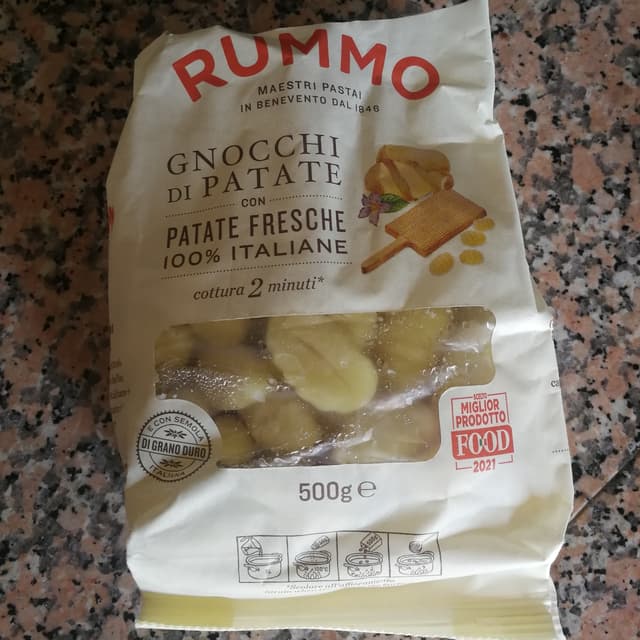 RUMMO
MAESTRI PASTAI
IN BENEVENTO DAL 1846
GNOCCHI
DI PATATE
CON
PATATE FRESCHE
100% ITALIANE
cottura 2 minuti*
E CON SEMOLA
DI GRANO DURO
MIGLIOR
PRODOTTO
FOOD
2021
500g ℮